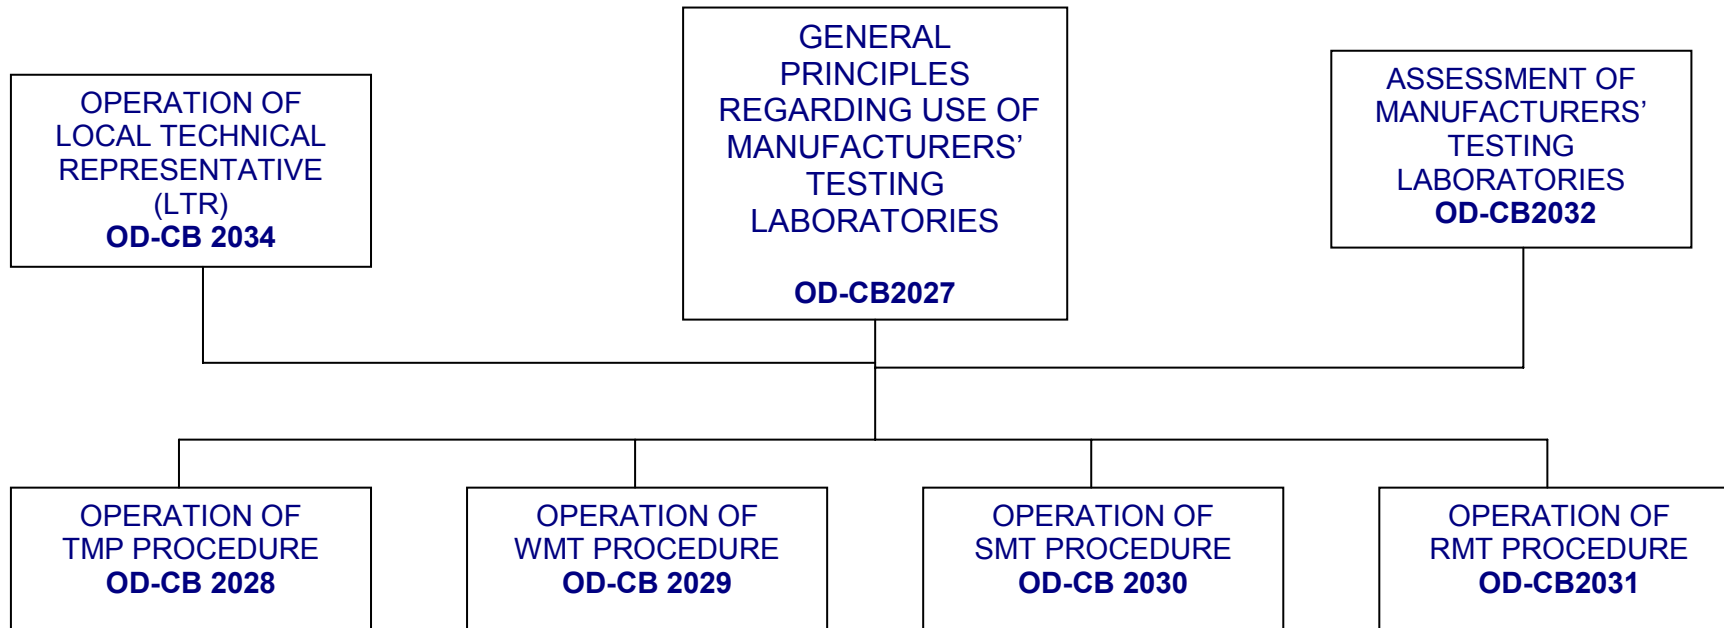 OPERATION OF
LOCAL TECHNICAL
REPRESENTATIVE
(LTR)
OD-CB 2034
GENERAL
PRINCIPLES
REGARDING USE OF
MANUFACTURERS’
TESTING
LABORATORIES
OD-CB2027
ASSESSMENT OF
MANUFACTURERS’
TESTING
LABORATORIES
OD-CB2032
OPERATION OF
TMP PROCEDURE
OD-CB 2028
OPERATION OF
WMT PROCEDURE
OD-CB 2029
OPERATION OF
SMT PROCEDURE
OD-CB 2030
OPERATION OF
RMT PROCEDURE
OD-CB2031